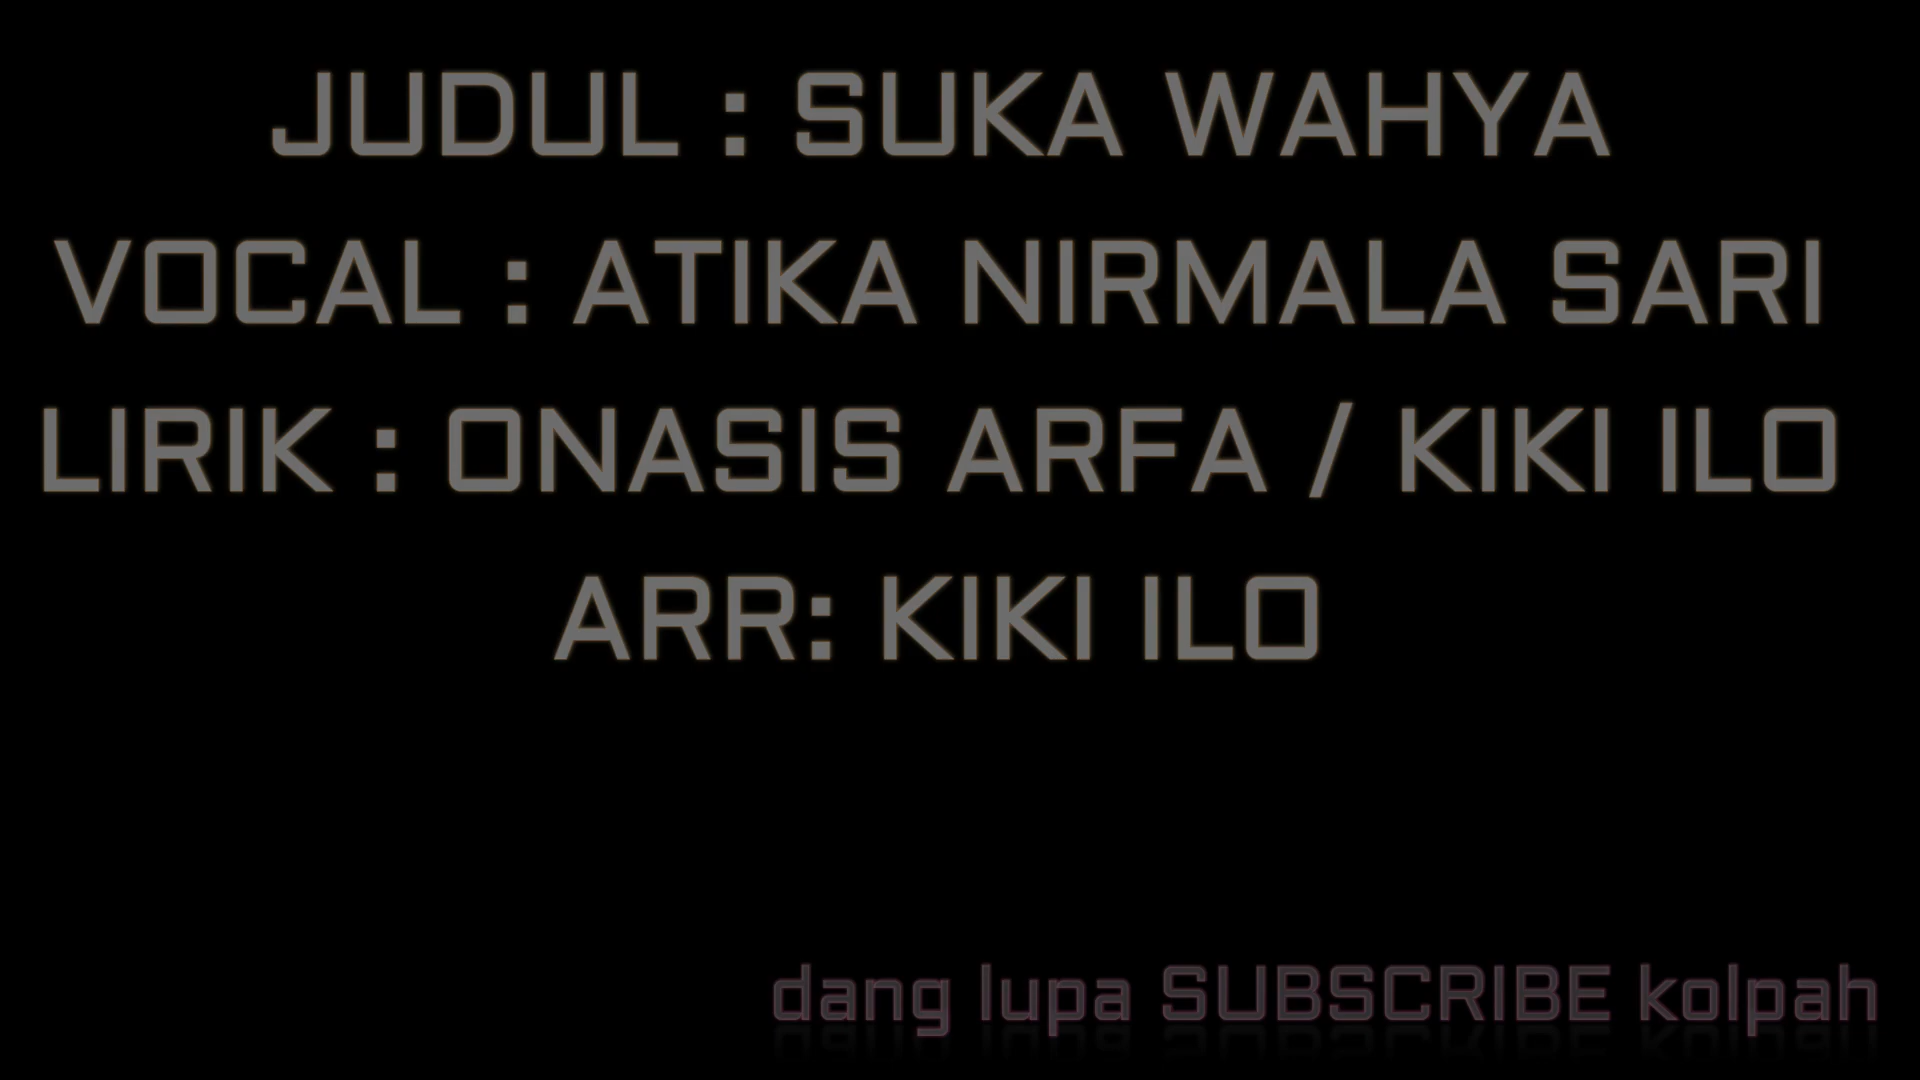 JUDUL : SUKA WAHYA
VOCAL : ATIKA NIRMALA SARI
LIRIK : ONASIS ARFA / KIKI ILO
ARR: KIKI ILO
dang lupa SUBSCRIBE kolpah